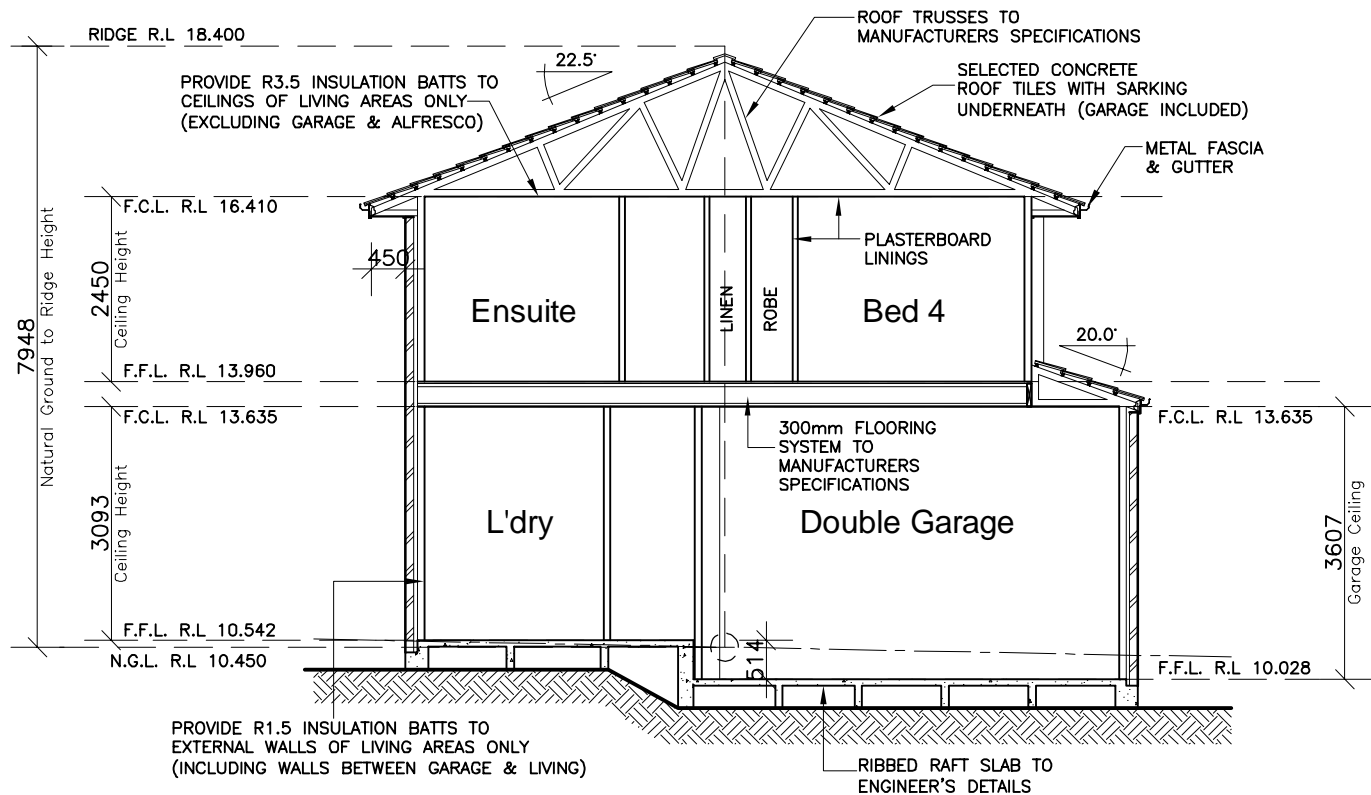 RIDGE R.L 18.400
22.5°
ROOF TRUSSES TO
MANUFACTURERS SPECIFICATIONS
PROVIDE R3.5 INSULATION BATTS TO
CEILINGS OF LIVING AREAS ONLY
(EXCLUDING GARAGE & ALFRESCO)
SELECTED CONCRETE
ROOF TILES WITH SARKING
UNDERNEATH (GARAGE INCLUDED)
METAL FASCIA
& GUTTER
F.C.L. R.L 16.410
7948
Natural Ground to Ridge Height
2450
Ceiling Height
450
PLASTERBOARD
LININGS
Ensuite
LINEN
ROBE
Bed 4
20.0°
F.F.L. R.L 13.960
F.C.L. R.L 13.635
F.C.L. R.L 13.635
300mm FLOORING
SYSTEM TO
MANUFACTURERS
SPECIFICATIONS
3093
Ceiling Height
L'dry
Double Garage
3607
Garage Ceiling
F.F.L. R.L 10.542
N.G.L. R.L 10.450
514
F.F.L. R.L 10.028
PROVIDE R1.5 INSULATION BATTS TO
EXTERNAL WALLS OF LIVING AREAS ONLY
(INCLUDING WALLS BETWEEN GARAGE & LIVING)
RIBBED RAFT SLAB TO
ENGINEER'S DETAILS